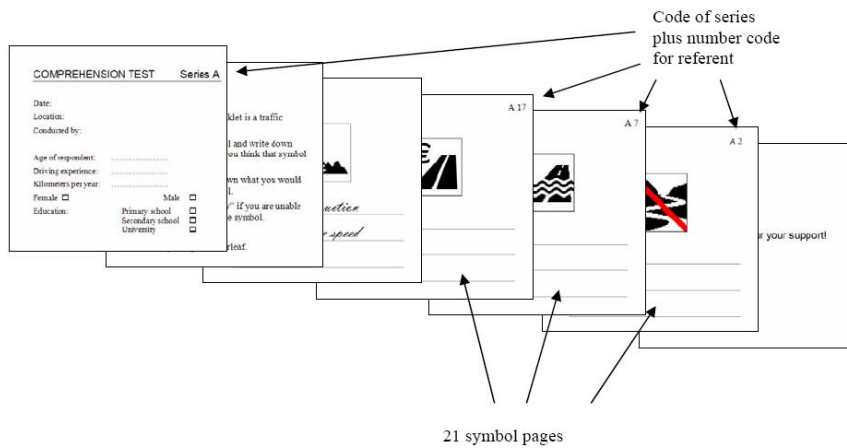 Code of series
plus number code
for referent
COMPREHENSION TEST Series A
Date:
Location:
Conducted by:
Age of respondent:
Driving experience:
Kilometers per year:
Female Male
Education: Primary school
Secondary school
University
klet is a traffic
l and write down
you think that symbol
wn what you would
l.
y" if you are unable
e symbol.
erleaf.
uction
e speed
A 17
€
A 7
A 2
ur your support!
21 symbol pages